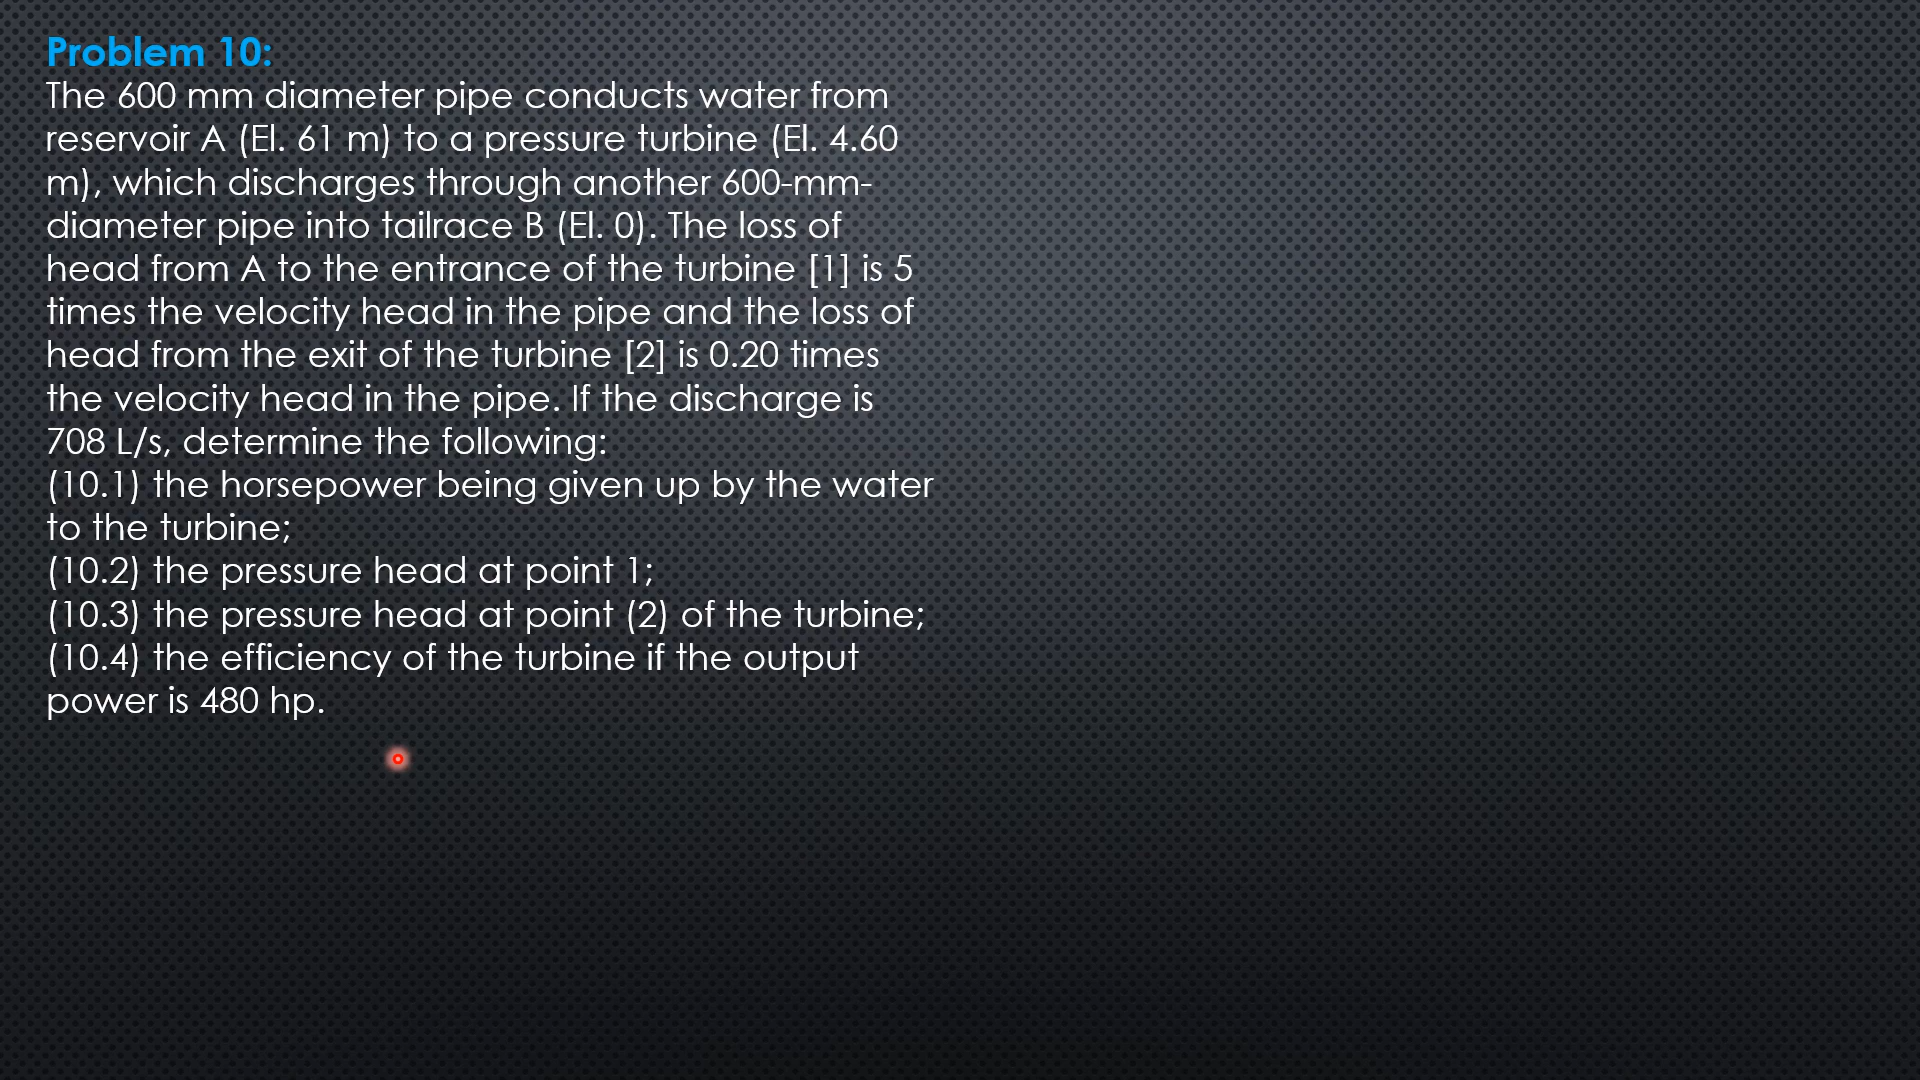 Problem 10:
The 600 mm diameter pipe conducts water from
reservoir A (El. 61 m) to a pressure turbine (El. 4.60
m), which discharges through another 600-mm-
diameter pipe into tailrace B (El. 0). The loss of
head from A to the entrance of the turbine [1] is 5
times the velocity head in the pipe and the loss of
head from the exit of the turbine [2] is 0.20 times
the velocity head in the pipe. If the discharge is
708 L/s, determine the following:
(10.1) the horsepower being given up by the water
to the turbine;
(10.2) the pressure head at point 1;
(10.3) the pressure head at point (2) of the turbine;
(10.4) the efficiency of the turbine if the output
power is 480 hp.